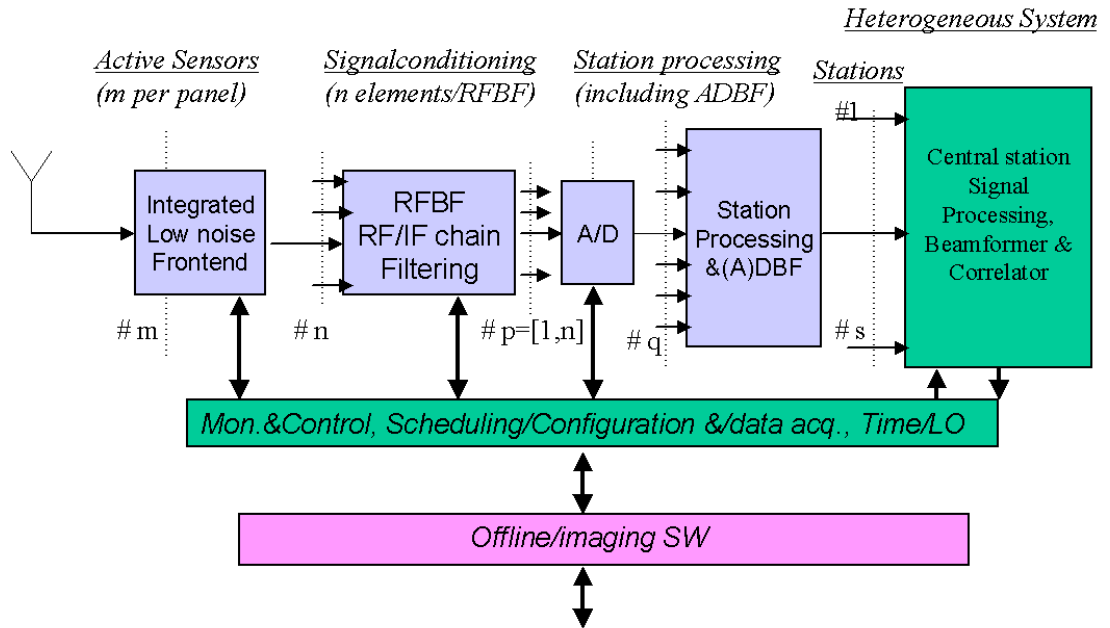 Heterogeneous System
Active Sensors
(m per panel)
Signalconditioning
(n elements/RFBF)
Station processing
(including ADBF)
Stations
#1
Integrated
Low noise
Frontend
RFBF
RF/IF chain
Filtering
A/D
Station
Processing
&(A)DBF
Central station
Signal
Processing,
Beamformer &
Correlator
# m
# n
# p=[1,n]
# q
# s
Mon.&Control, Scheduling/Configuration &/data acq., Time/LO
Offline/imaging SW